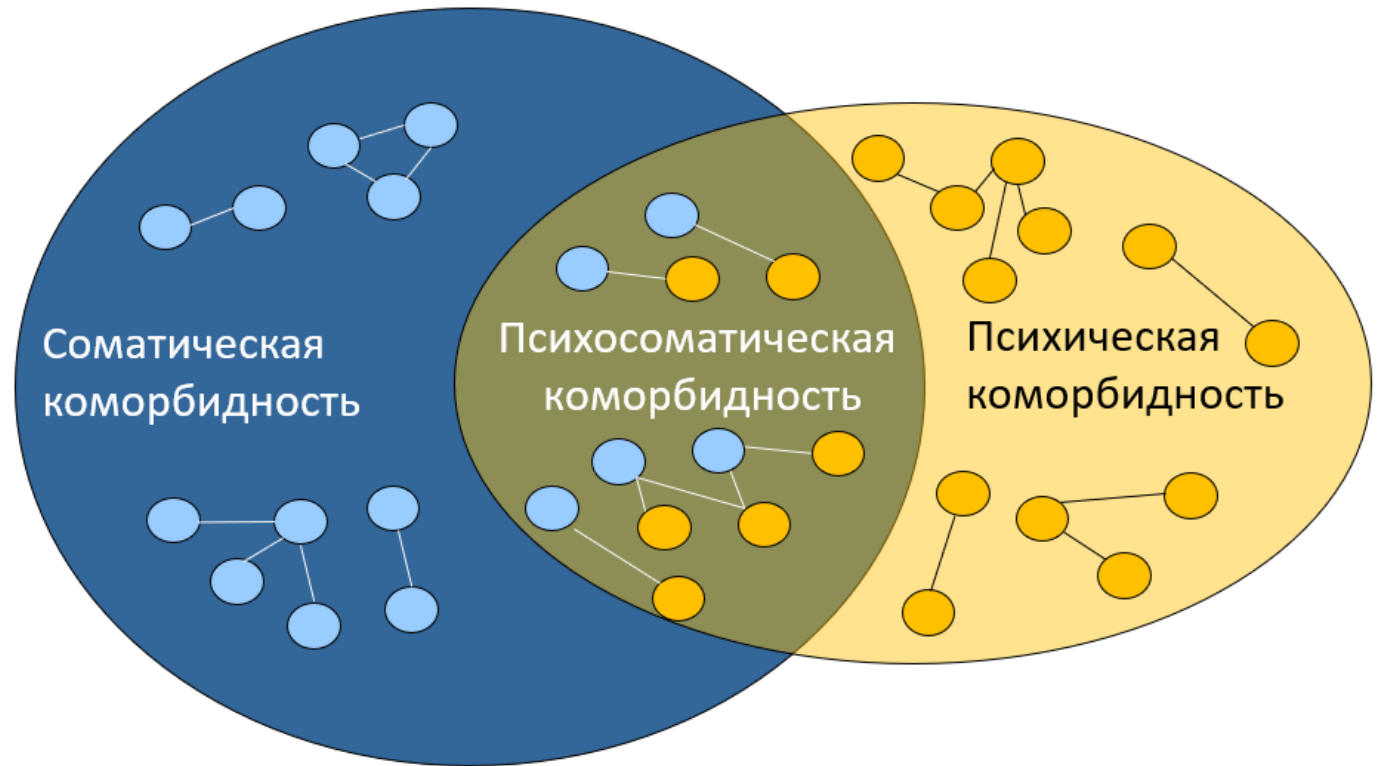 Соматическая
коморбидность
Психосоматическая
коморбидность
Психическая
коморбидность